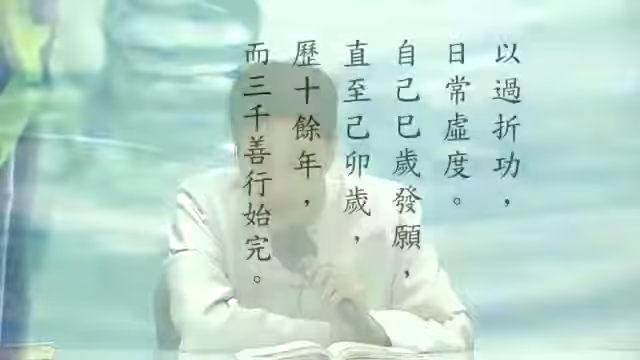 以過折功，
日常虛度。
自己巳歲發願，
直至己卯歲，
歷十餘年，
而三千善行始完。